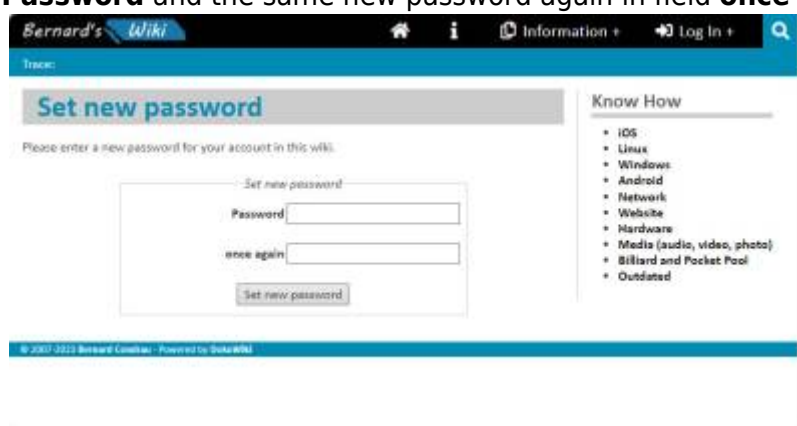 Password and the same new password again in field once
Bernard's Wiki
Information +
Log In +
Trace:
Set new password
Please enter a new password for your account in this wiki.
Set new password
Password
once again
Set new password
Know How
iOS
Linux
Windows
Android
Network
Website
Hardware
Media (audio, video, photo)
Billiard and Pocket Pool
Outdated
Bernard Condrau - Powered by DokuWiki